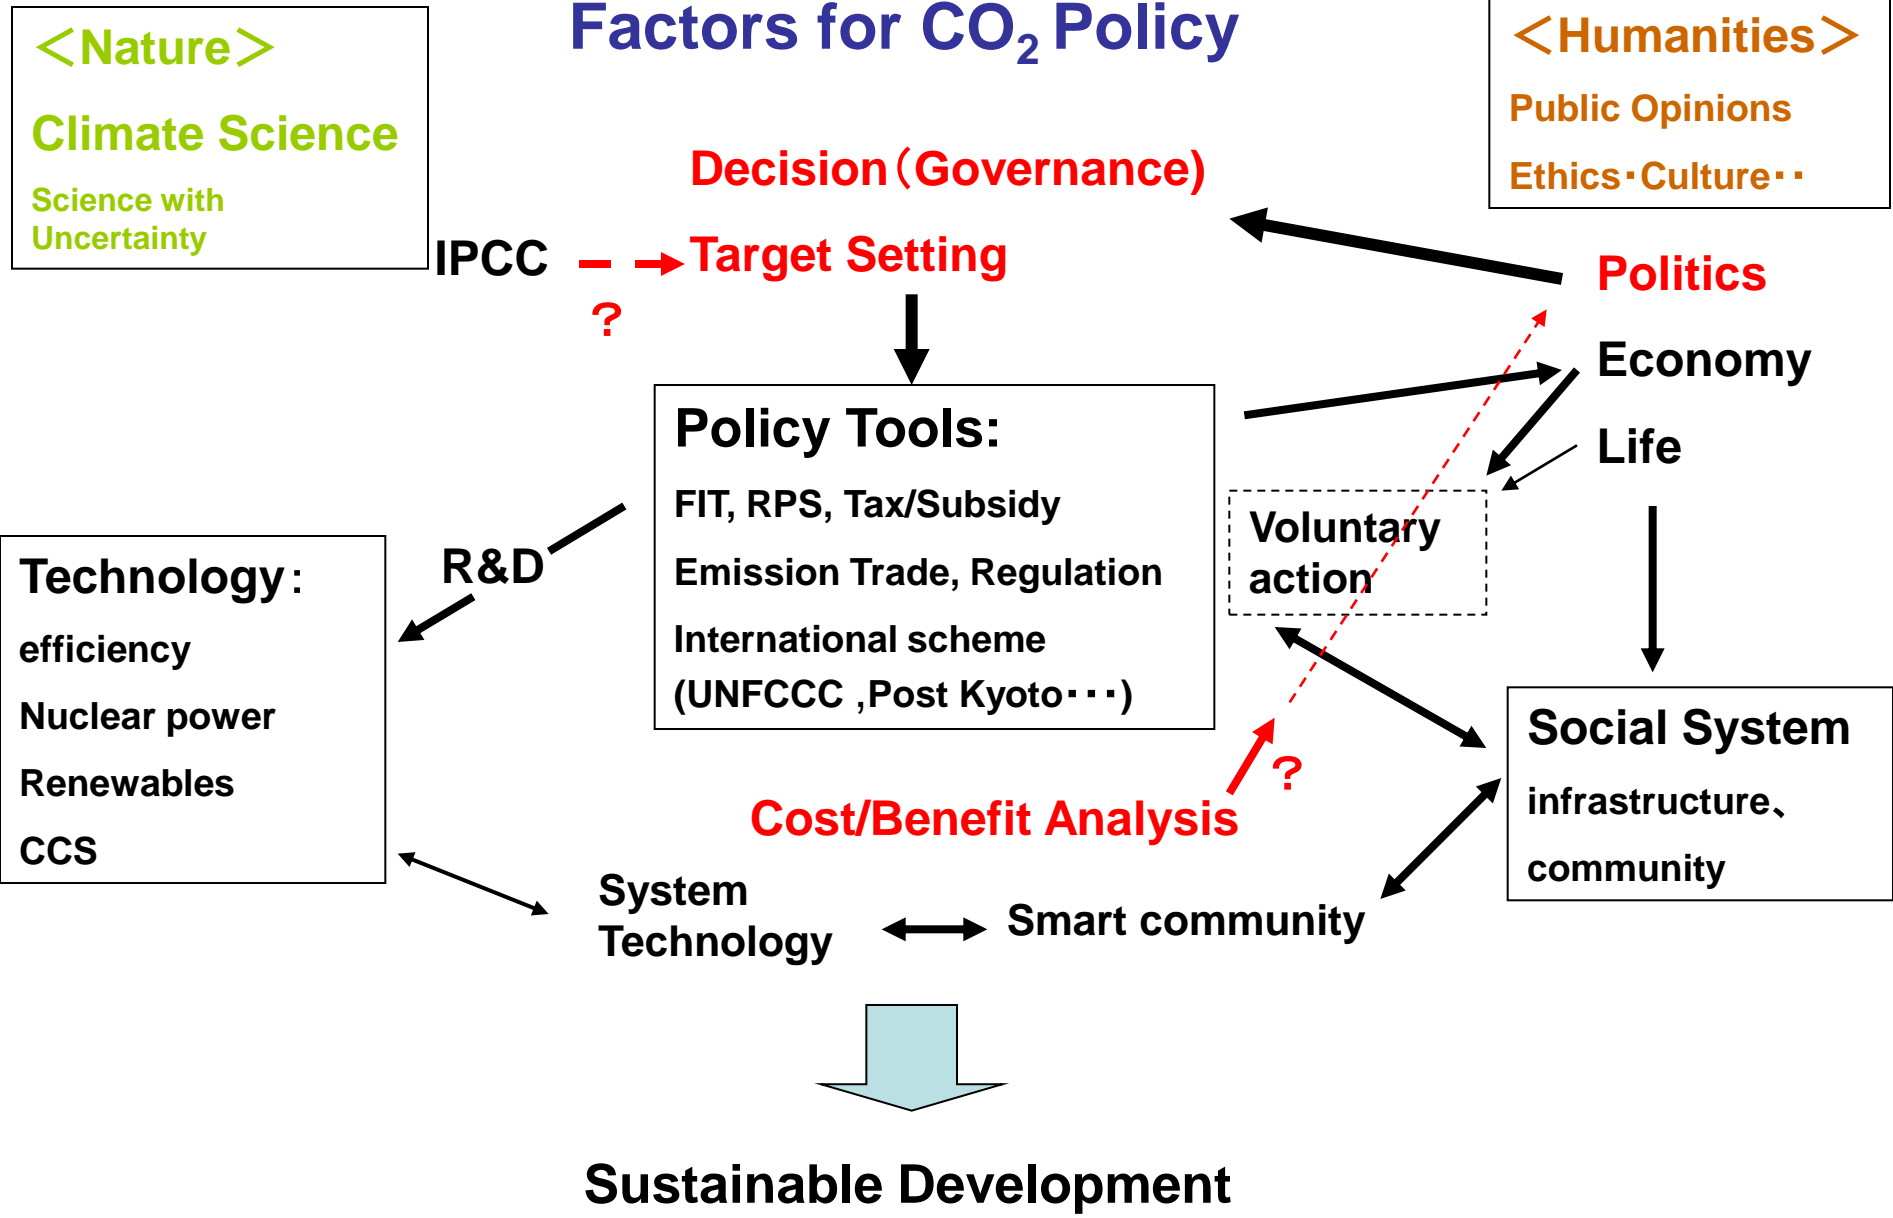 Factors for CO₂ Policy
＜Nature＞
Climate Science
Science with
Uncertainty
＜Humanities＞
Public Opinions
Ethics・Culture・・
Decision（Governance)
IPCC
Target Setting
？
Politics
Economy
Life
Policy Tools:
FIT, RPS, Tax/Subsidy
Emission Trade, Regulation
International scheme
(UNFCCC ,Post Kyoto・・・)
Voluntary
action
R&D
Technology：
efficiency
Nuclear power
Renewables
CCS
Social System
infrastructure、
community
？
Cost/Benefit Analysis
System
Technology
Smart community
Sustainable Development